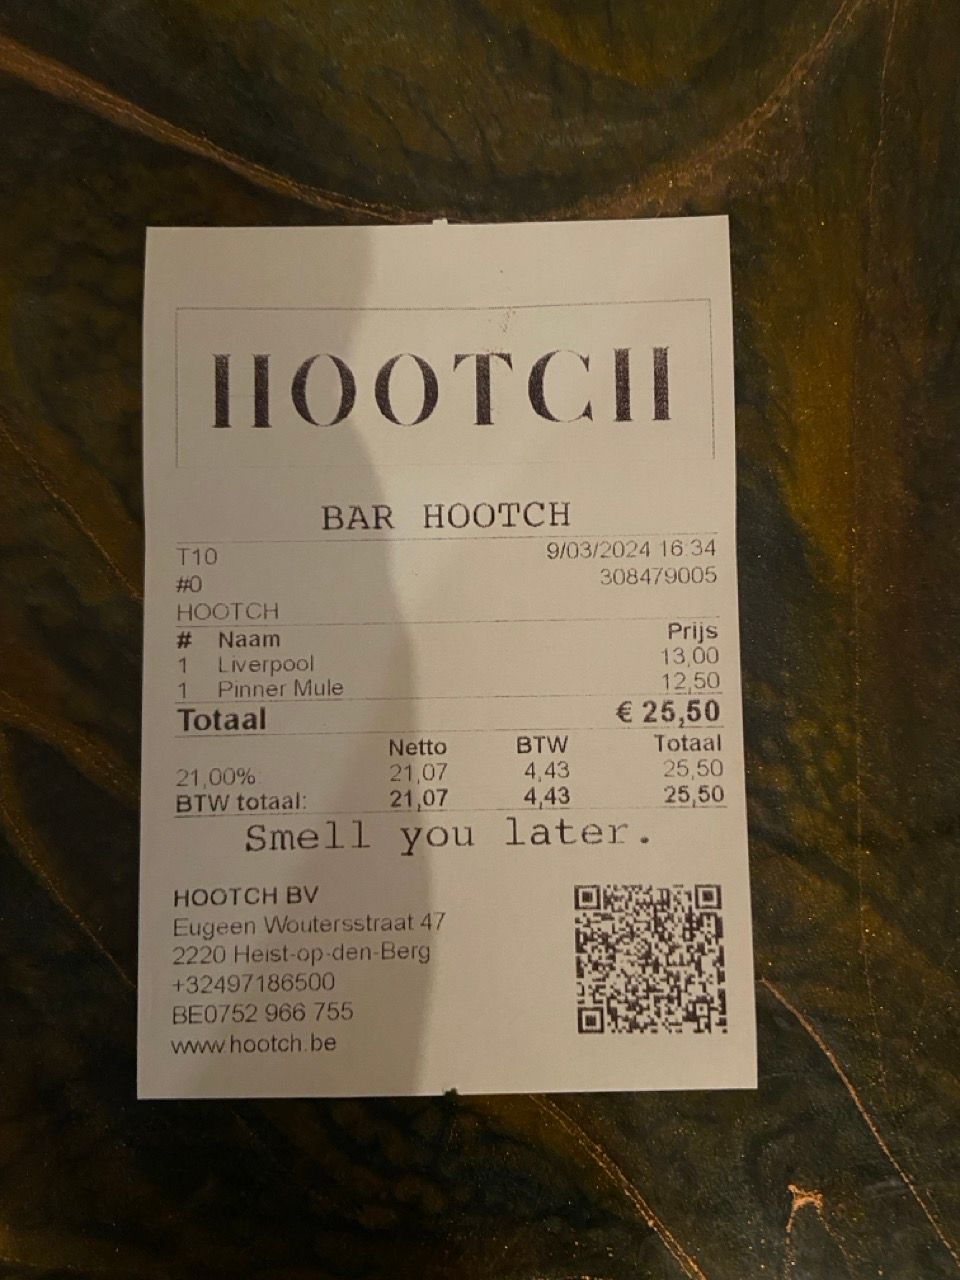 HOOTCH
BAR HOOTCH
T10 9/03/2024 16:34
#0 308479005
HOOTCH
# Naam Prijs
1 Liverpool 13,00
1 Pinner Mule 12,50
Totaal € 25,50
Netto BTW Totaal
21,00%: 21,07 4,43 25,50
BTW totaal: 21,07 4,43 25,50
Smell you later.
HOOTCH BV
Eugeen Woutersstraat 47
2220 Heist-op-den-Berg
+32497186500
BE0752 966 755
www.hootch.be